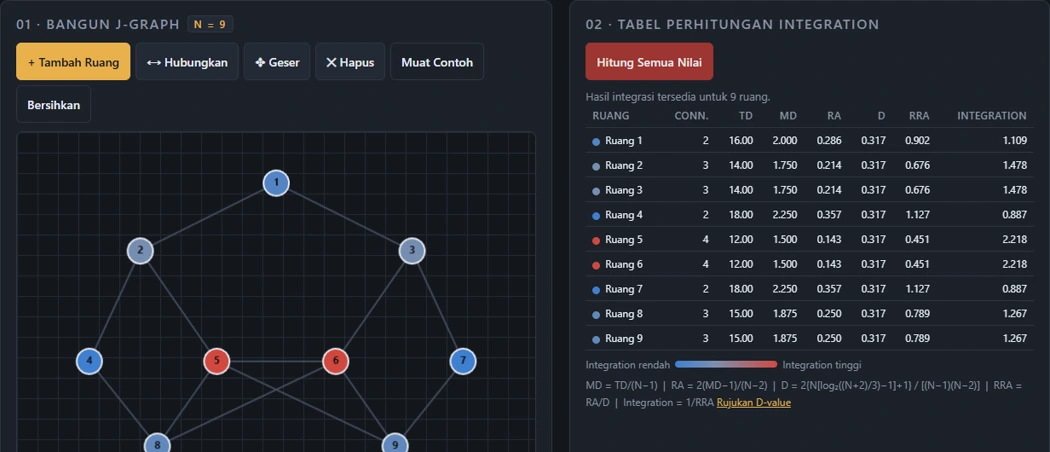 01 · BANGUN J-GRAPH N = 9
+ Tambah Ruang ↔ Hubungkan ✥ Geser ✕ Hapus Muat Contoh
Bersihkan
1
2 3
4 5 6 7
8 9
02 · TABEL PERHITUNGAN INTEGRATION
Hitung Semua Nilai
Hasil integrasi tersedia untuk 9 ruang.
RUANG CONN. TD MD RA D RRA INTEGRATION
Ruang 1 2 16.00 2.000 0.286 0.317 0.902 1.109
Ruang 2 3 14.00 1.750 0.214 0.317 0.676 1.478
Ruang 3 3 14.00 1.750 0.214 0.317 0.676 1.478
Ruang 4 2 18.00 2.250 0.357 0.317 1.127 0.887
Ruang 5 4 12.00 1.500 0.143 0.317 0.451 2.218
Ruang 6 4 12.00 1.500 0.143 0.317 0.451 2.218
Ruang 7 2 18.00 2.250 0.357 0.317 1.127 0.887
Ruang 8 3 15.00 1.875 0.250 0.317 0.789 1.267
Ruang 9 3 15.00 1.875 0.250 0.317 0.789 1.267
Integration rendah Integration tinggi
MD = TD/(N−1) | RA = 2(MD−1)/(N−2) | D = 2{N[log₂((N+2)/3)−1]+1} / [(N−1)(N−2)] | RRA =
RA/D | Integration = 1/RRA Rujukan D-value